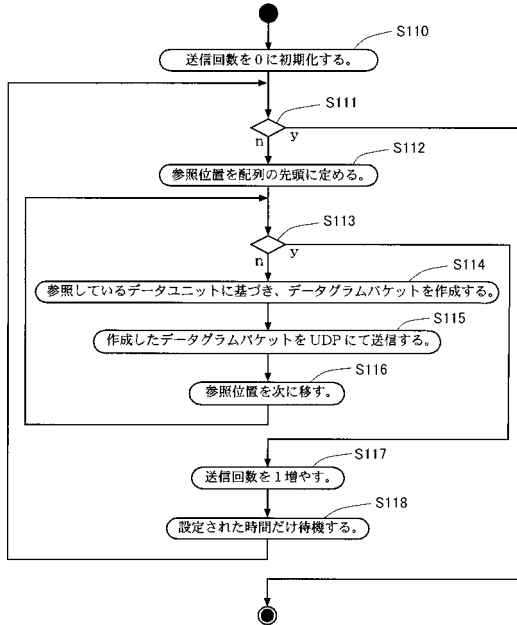 S110
送信回数を0に初期化する。
S111
n y
S112
参照位置を配列の先頭に定める。
S113
n y
S114
参照しているデータユニットに基づき、データグラムパケットを作成する。
S115
作成したデータグラムパケットをUDPにて送信する。
S116
参照位置を次に移す。
S117
送信回数を1増やす。
S118
設定された時間だけ待機する。